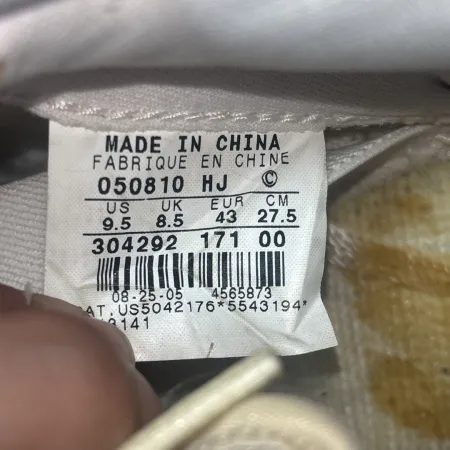 MADE IN CHINA
FABRIQUE EN CHINE
050810 HJ ©
US UK EUR CM
9.5 8.5 43 27.5
304292 171 00
08-25-05 4565873
AT.US5042176*5543194*
3141